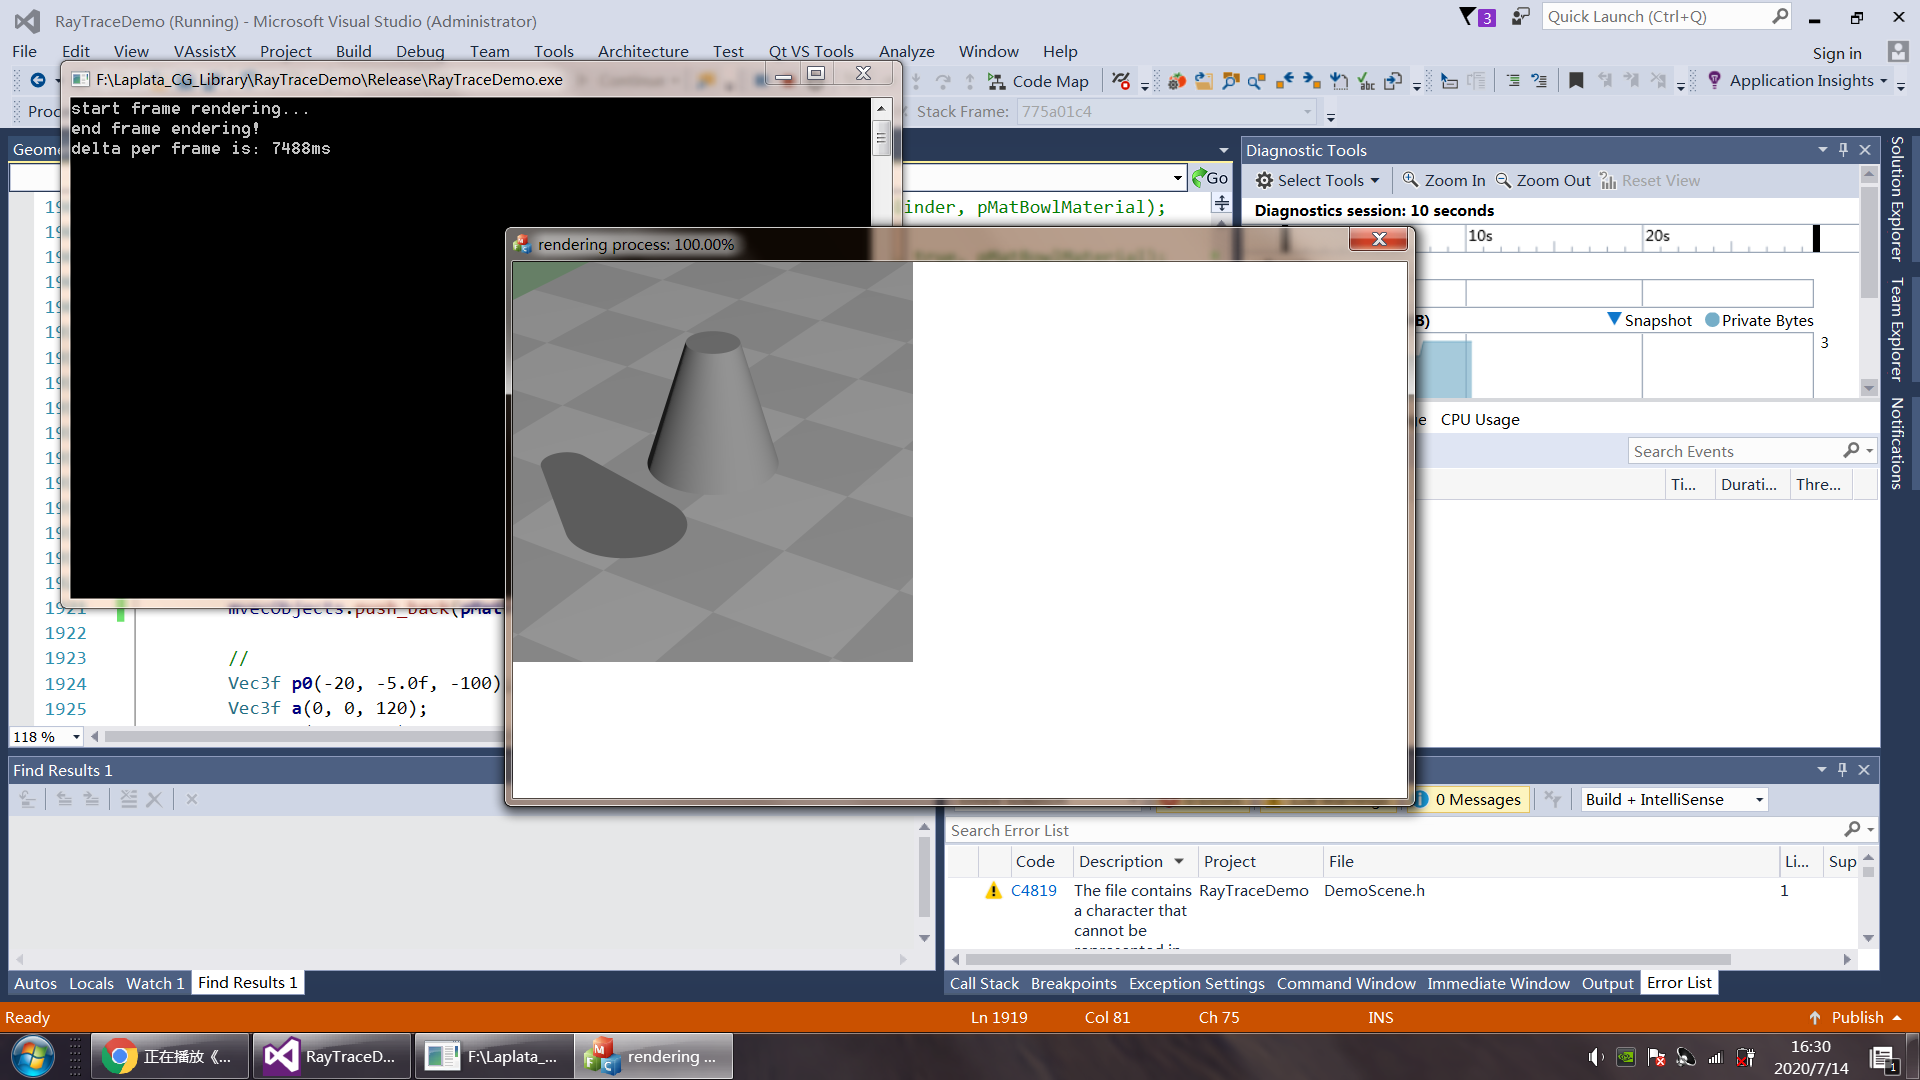 RayTraceDemo (Running) - Microsoft Visual Studio (Administrator)
3
Quick Launch (Ctrl+Q)
File Edit View VAssistX Project Build Debug Team Tools Architecture Test Qt VS Tools Analyze Window Help
Sign in
F:\Laplata_CG_Library\RayTraceDemo\Release\RayTraceDemo.exe
Code Map
Application Insights
Stack Frame: 775a01c4
start frame rendering...
end frame endering!
delta per frame is: 7488ms
Diagnostic Tools
Go
Select Tools Zoom In Zoom Out Reset View
inder, pMatBowlMaterial);
Diagnostics session: 10 seconds
10s 20s
rendering process: 100.00%
Snapshot Private Bytes
3
CPU Usage
Search Events
Ti... Durati... Thre...
Solution Explorer
Team Explorer
Notifications
1921
1922
1923 //
1924 Vec3f p0(-20, -5.0f, -100)
1925 Vec3f a(0, 0, 120);
118 %
Find Results 1
0 Messages
Build + IntelliSense
Search Error List
Code Description Project File Li... Sup
C4819 The file contains RayTraceDemo DemoScene.h 1
a character that
cannot be
Autos Locals Watch 1 Find Results 1
Call Stack Breakpoints Exception Settings Command Window Immediate Window Output Error List
Ready
Ln 1919 Col 81 Ch 75 INS
Publish
正在播放《...
RayTraceD...
F:\Laplata_...
rendering ...
16:30
2020/7/14
1